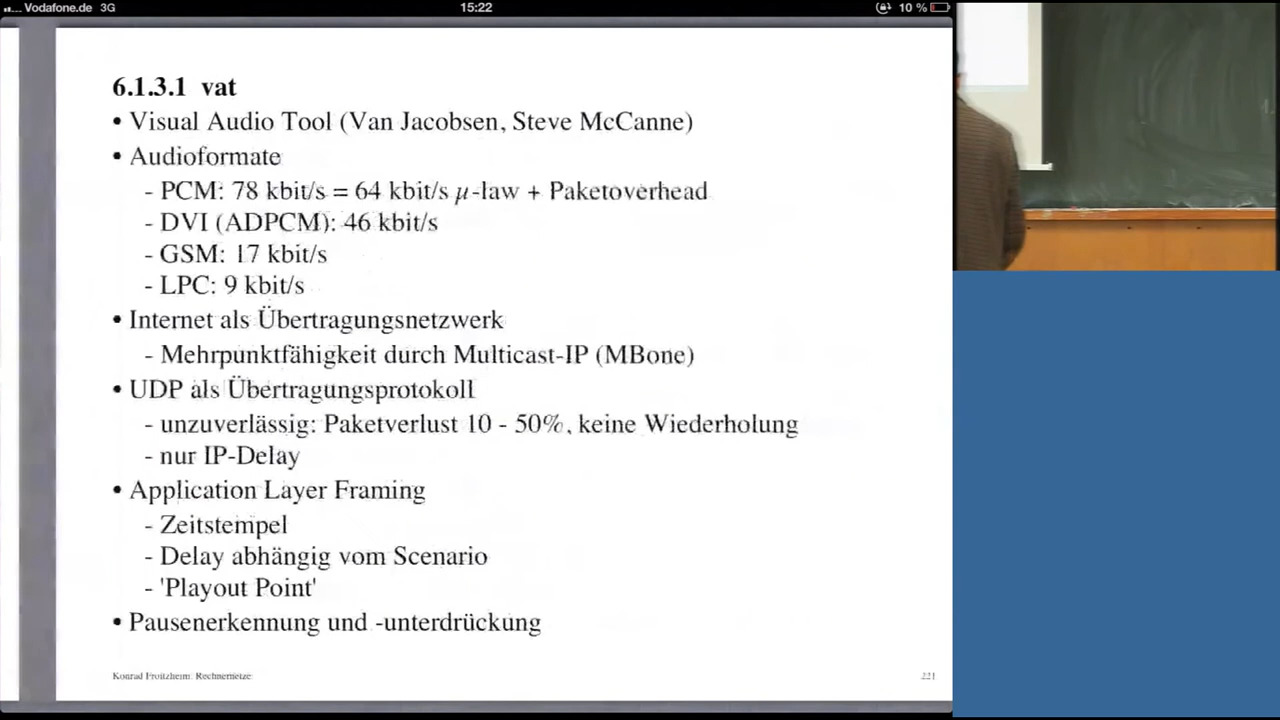 Vodafone.de 3G 15:22 10 %
6.1.3.1 vat
• Visual Audio Tool (Van Jacobsen, Steve McCanne)
• Audioformate
- PCM: 78 kbit/s = 64 kbit/s µ-law + Paketoverhead
- DVI (ADPCM): 46 kbit/s
- GSM: 17 kbit/s
- LPC: 9 kbit/s
• Internet als Übertragungsnetzwerk
- Mehrpunktfähigkeit durch Multicast-IP (MBone)
• UDP als Übertragungsprotokoll
- unzuverlässig: Paketverlust 10 - 50%, keine Wiederholung
- nur IP-Delay
• Application Layer Framing
- Zeitstempel
- Delay abhängig vom Scenario
- 'Playout Point'
• Pausenerkennung und -unterdrückung
Konrad Froitzheim: Rechnernetze 221